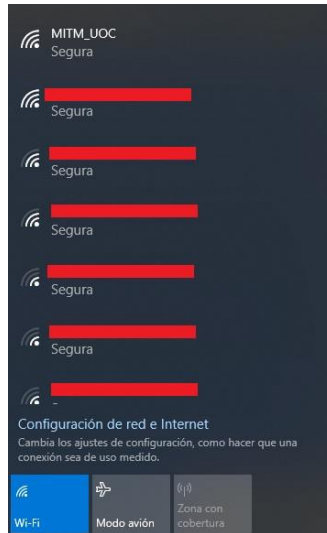 MITM_UOC
Segura
Segura
Segura
Segura
Segura
Segura
Configuración de red e Internet
Cambia los ajustes de configuración, como hacer que una
conexión sea de uso medido.
Wi-Fi
Modo avión
Zona con
cobertura